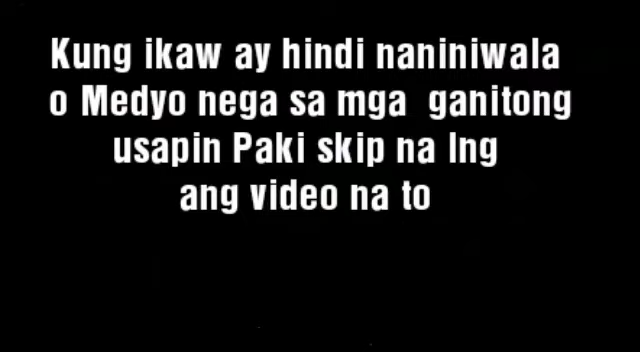 Kung ikaw ay hindi naniniwala
o Medyo nega sa mga ganitong
usapin Paki skip na lng
ang video na to